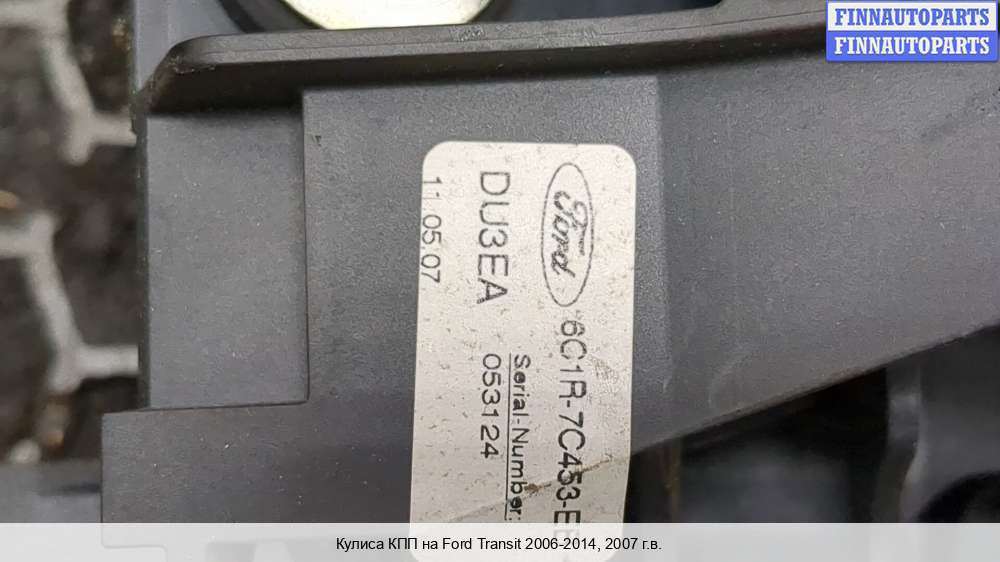 FINNAUTOPARTS
FINNAUTOPARTS
Ford
6C1R-7C453-E
DU3EA
Serial-Number:
053124
11.05.07
Кулиса КПП на Ford Transit 2006-2014, 2007 г.в.